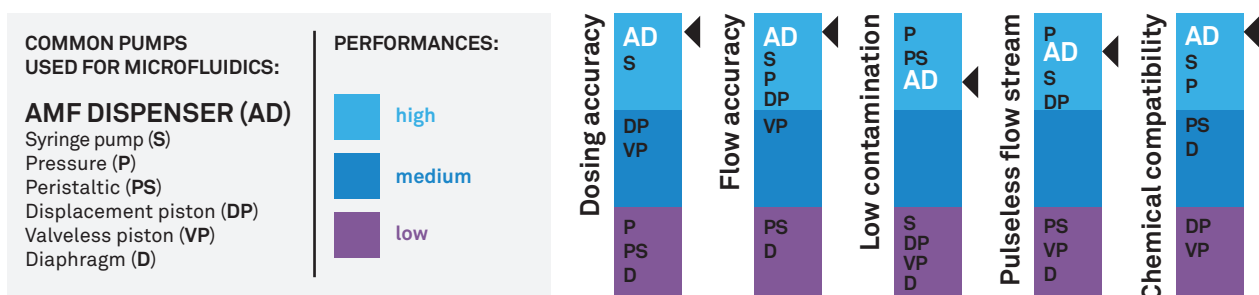 COMMON PUMPS
USED FOR MICROFLUIDICS:
AMF DISPENSER (AD)
Syringe pump (S)
Pressure (P)
Peristaltic (PS)
Displacement piston (DP)
Valveless piston (VP)
Diaphragm (D)
PERFORMANCES:
high
medium
low
Dosing accuracy
AD
S
DP
VP
P
PS
D
Flow accuracy
AD
S
P
DP
VP
PS
D
Low contamination
P
PS
AD
S
DP
VP
D
Pulseless flow stream
P
AD
S
DP
PS
VP
D
Chemical compatibility
AD
S
P
PS
D
DP
VP